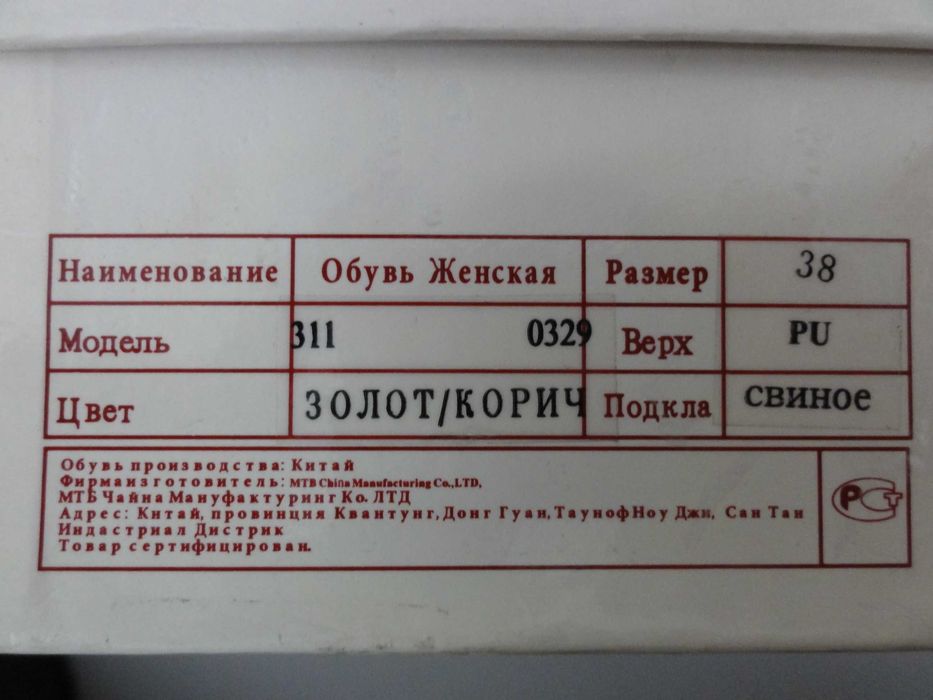 Наименование Обувь Женская Размер 38
Модель 311 0329 Верх PU
Цвет ЗОЛОТ/КОРИЧ Подкла СВИНОЕ
Обувь производства: Китай
Фирмаизготовитель: MTB China Manufacturing Co.,LTD.
МТБ Чайна Мануфактуринг Ко. ЛТД
Адрес: Китай, провинция Квантунг, Донг Гуан, ТаунофНоу Джи, Сан Тан
Индастриал Дистрик
Товар сертифицирован.
РСТ